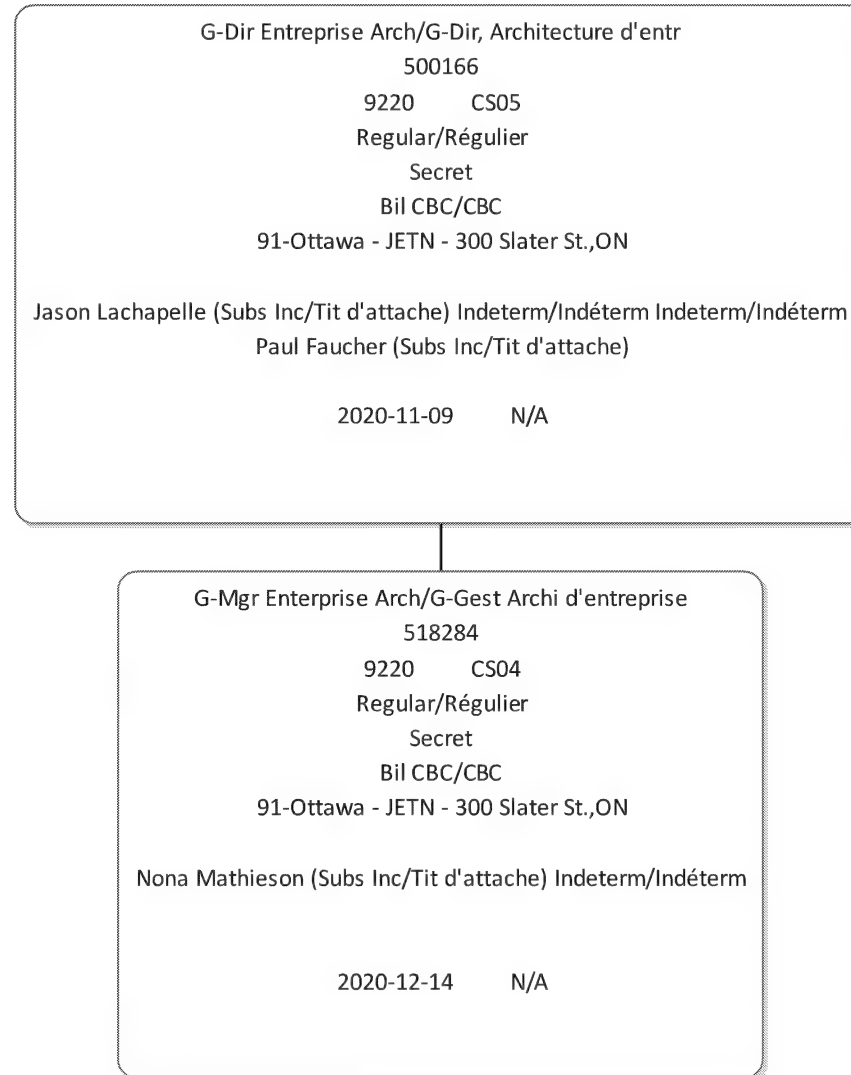 G-Dir Entreprise Arch/G-Dir, Architecture d'entr
500166
9220 CS05
Regular/Régulier
Secret
Bil CBC/CBC
91-Ottawa - JETN - 300 Slater St.,ON
Jason Lachapelle (Subs Inc/Tit d'attache) Indeterm/Indéterm Indeterm/Indéterm
Paul Faucher (Subs Inc/Tit d'attache)
2020-11-09 N/A
G-Mgr Enterprise Arch/G-Gest Archi d'entreprise
518284
9220 CS04
Regular/Régulier
Secret
Bil CBC/CBC
91-Ottawa - JETN - 300 Slater St.,ON
Nona Mathieson (Subs Inc/Tit d'attache) Indeterm/Indéterm
2020-12-14 N/A